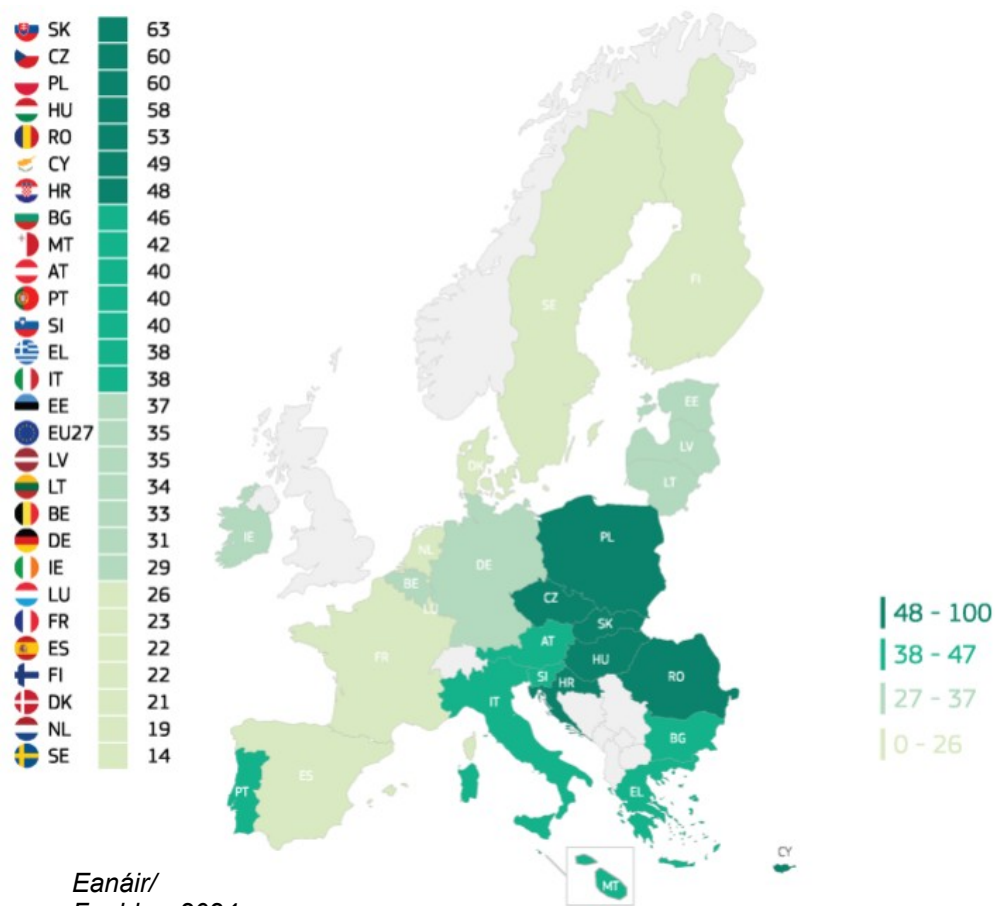 SK 63
CZ 60
PL 60
HU 58
RO 53
CY 49
HR 48
BG 46
MT 42
AT 40
PT 40
SI 40
EL 38
IT 38
EE 37
EU27 35
LV 35
LT 34
BE 33
DE 31
IE 29
LU 26
FR 23
ES 22
FI 22
DK 21
NL 19
SE 14
FI
SE
EE
LV
DK
LT
IE
PL
NL
DE
BE
CZ
LU
SK
AT
FR
HU
SI
HR
RO
IT
BG
ES
PT
EL
CY
MT
48 - 100
38 - 47
27 - 37
0 - 26
Eanáir/